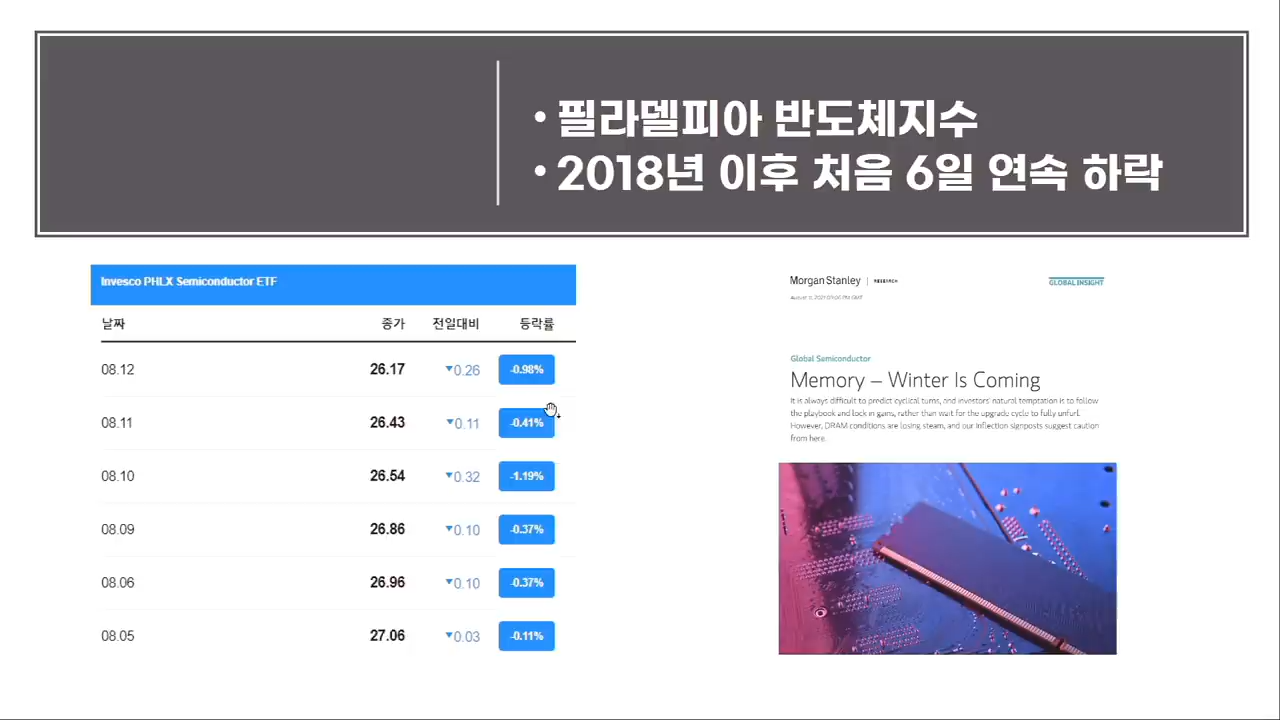 • 필라델피아 반도체지수
• 2018년 이후 처음 6일 연속 하락
Invesco PHLX Semiconductor ETF
날짜 종가 전일대비 등락률
08.12 26.17 ▼0.26 -0.98%
08.11 26.43 ▼0.11 -0.41%
08.10 26.54 ▼0.32 -1.19%
08.09 26.86 ▼0.10 -0.37%
08.06 26.96 ▼0.10 -0.37%
08.05 27.06 ▼0.03 -0.11%
Morgan Stanley | RESEARCH
GLOBAL INSIGHT
Global Semiconductor
Memory – Winter Is Coming
It is always difficult to predict cyclical turns, and investors' natural temptation is to follow
the playbook and lock in gains, rather than wait for the upgrade cycle to fully unfurl.
However, DRAM conditions are losing steam, and our inflection signposts suggest caution
from here.